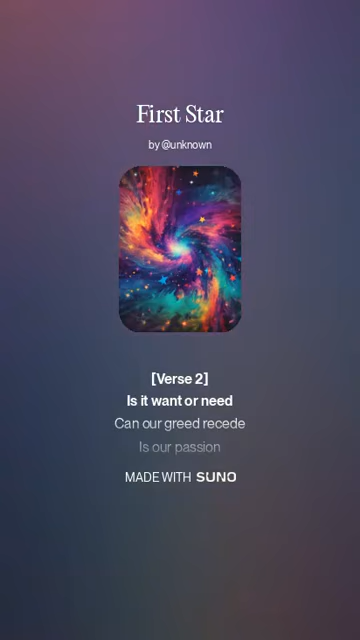 First Star
by @unknown
[Verse 2]
Is it want or need
Can our greed recede
Is our passion
MADE WITH SUNO